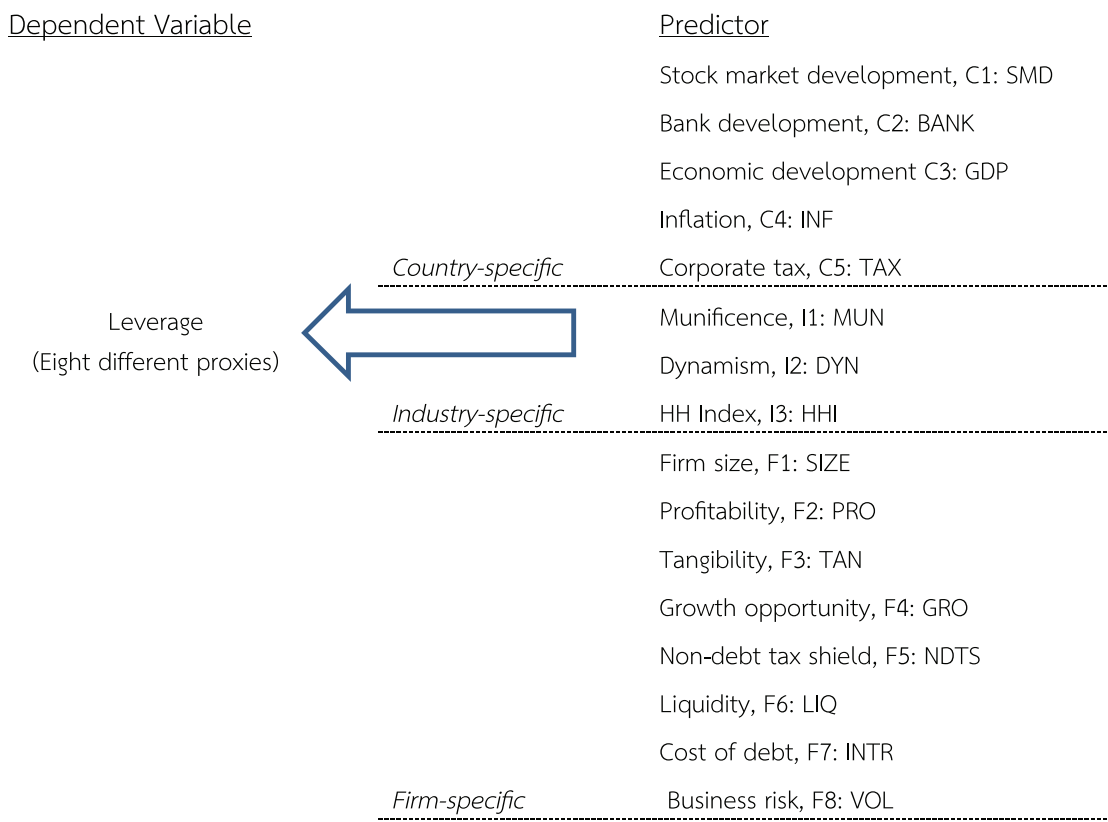 Dependent Variable
Predictor
Stock market development, C1: SMD
Bank development, C2: BANK
Economic development C3: GDP
Inflation, C4: INF
Country-specific
Corporate tax, C5: TAX
Leverage
(Eight different proxies)
Munificence, I1: MUN
Dynamism, I2: DYN
Industry-specific
HH Index, I3: HHI
Firm size, F1: SIZE
Profitability, F2: PRO
Tangibility, F3: TAN
Growth opportunity, F4: GRO
Non-debt tax shield, F5: NDTS
Liquidity, F6: LIQ
Cost of debt, F7: INTR
Firm-specific
Business risk, F8: VOL